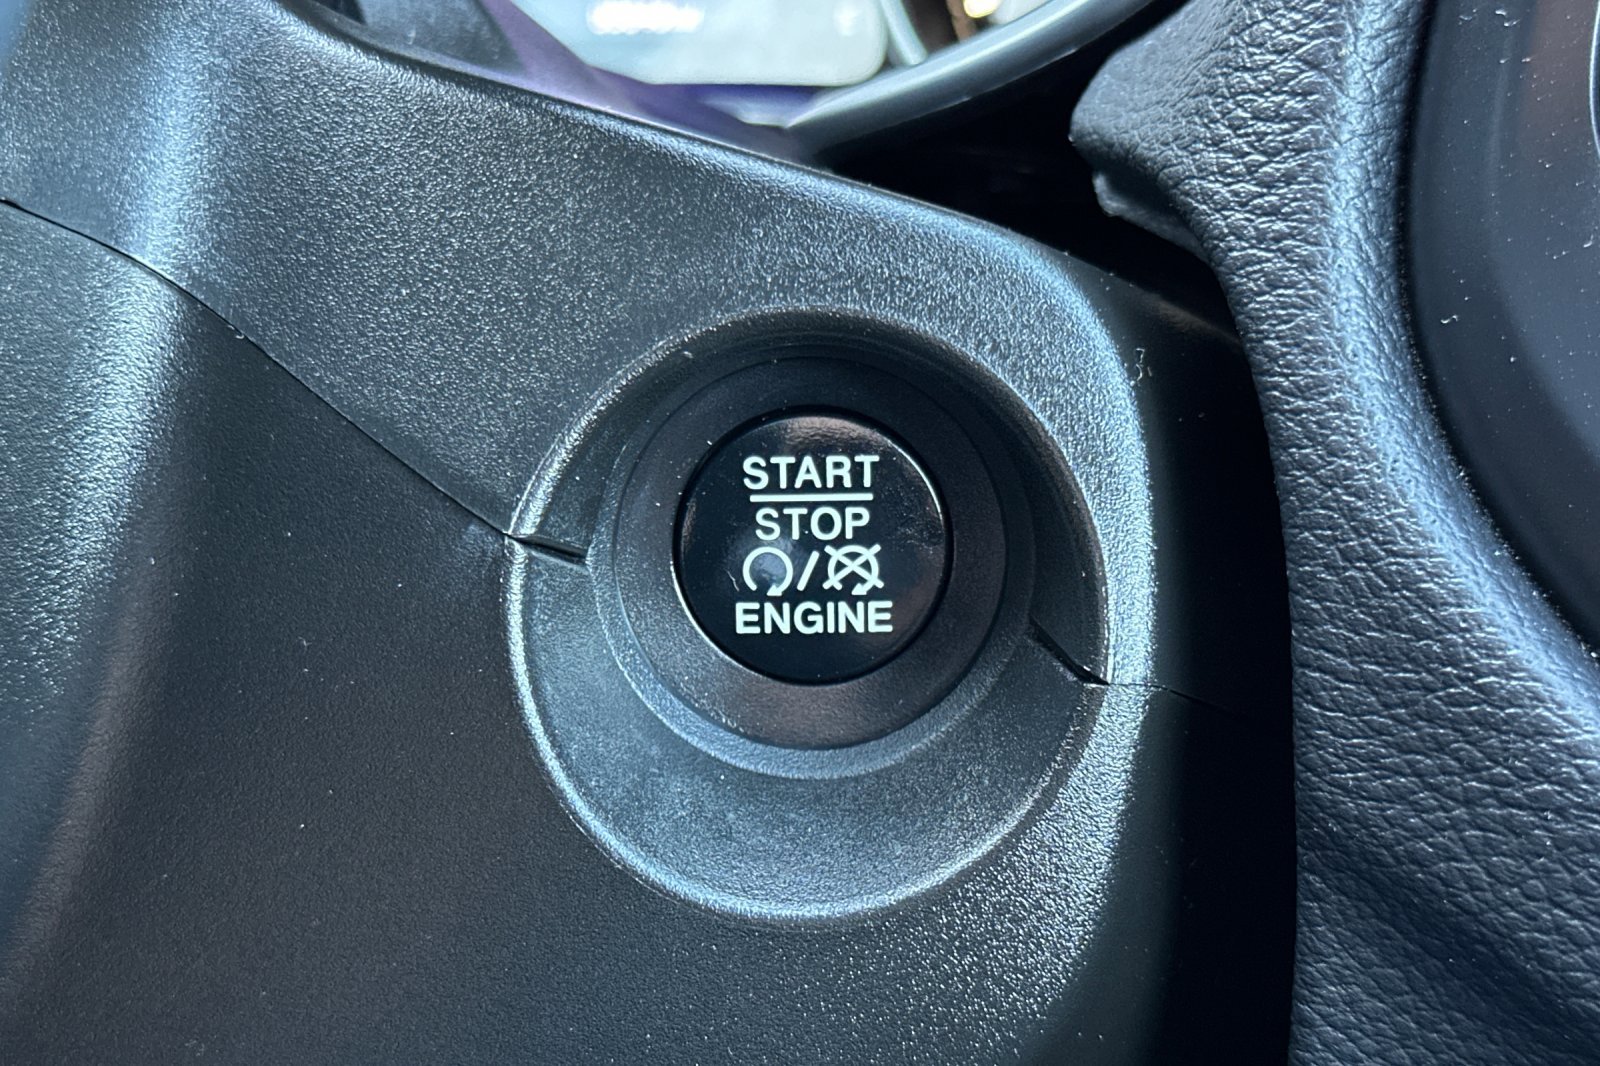 START
STOP
/
ENGINE